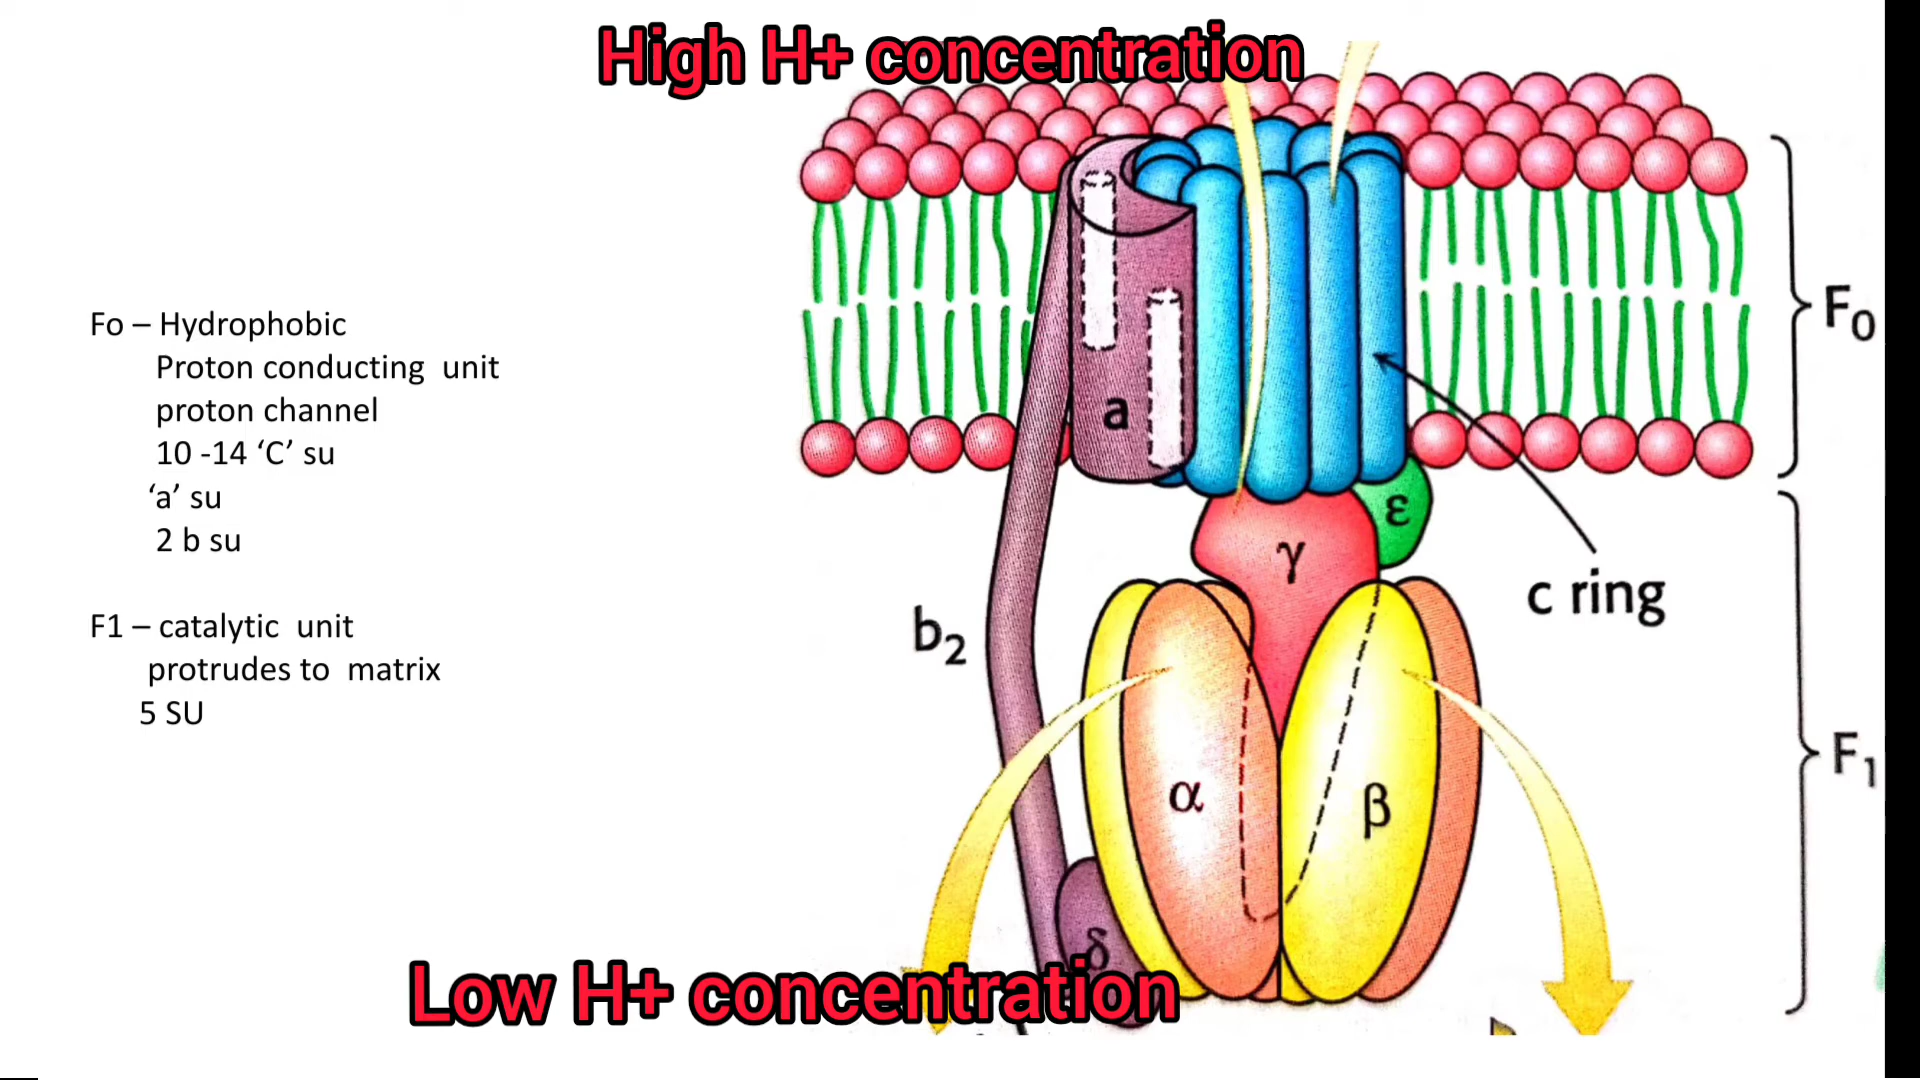 High H+ concentration
Fo – Hydrophobic
Proton conducting unit
proton channel
10 -14 ‘C’ su
‘a’ su
2 b su
F1 – catalytic unit
protrudes to matrix
5 SU
F0
a
ε
γ
c ring
b2
F1
α
β
δ
Low H+ concentration